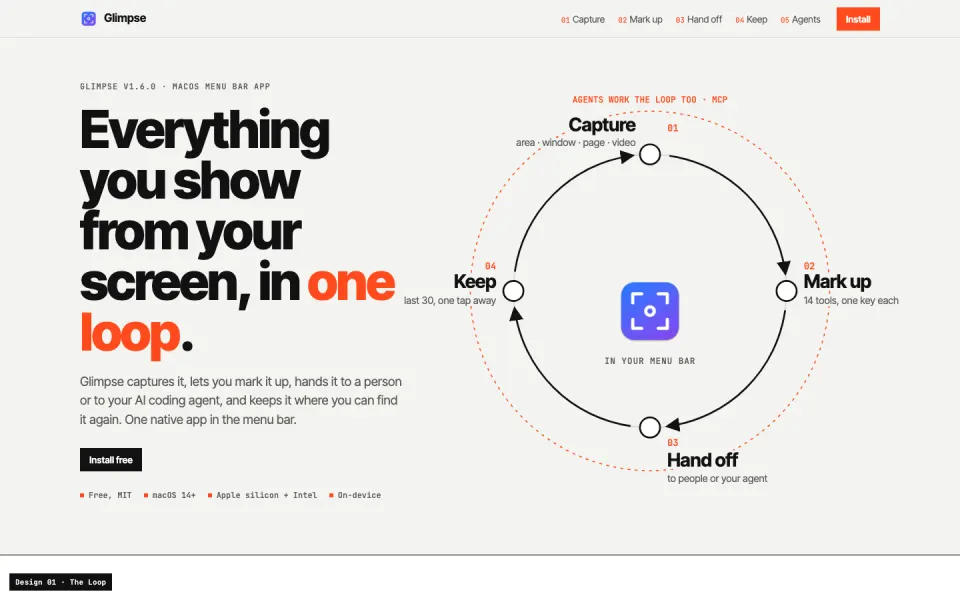 Glimpse
01 Capture
02 Mark up
03 Hand off
04 Keep
05 Agents
Install
GLIMPSE V1.6.0 · MACOS MENU BAR APP
Everything
you show
from your
screen, in one
loop.
Glimpse captures it, lets you mark it up, hands it to a person
or to your AI coding agent, and keeps it where you can find
it again. One native app in the menu bar.
Install free
Free, MIT
macOS 14+
Apple silicon + Intel
On-device
AGENTS WORK THE LOOP TOO · MCP
01
Capture
area · window · page · video
02
Mark up
14 tools, one key each
03
Hand off
to people or your agent
04
Keep
last 30, one tap away
IN YOUR MENU BAR
Design 01 · The Loop